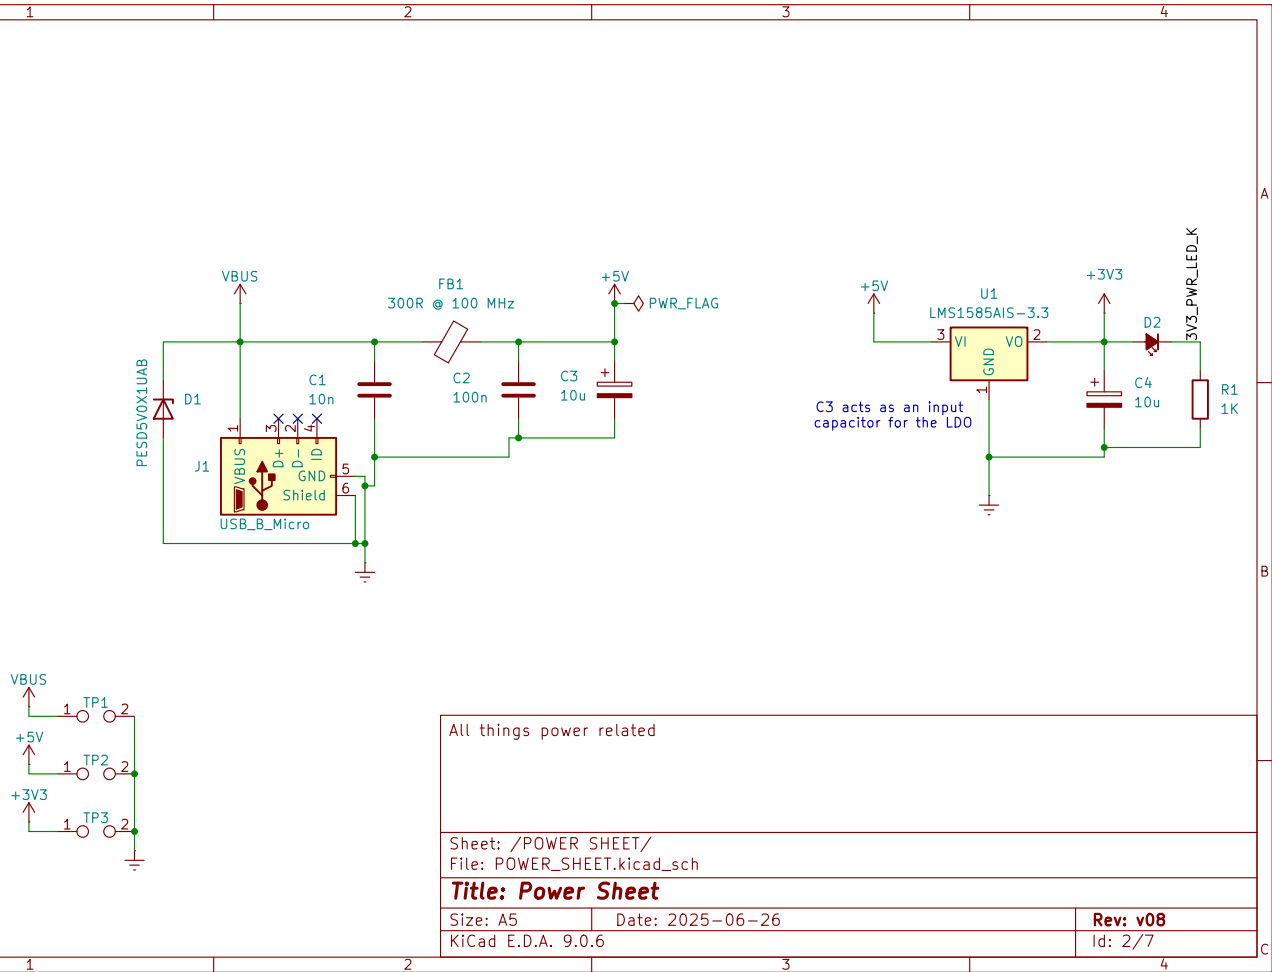 1 2 3 4
A
B
C
VBUS
FB1
300R @ 100 MHz
+5V
PWR_FLAG
PESD5V0X1UAB
D1
C1
10n
C2
100n
C3
10u
+
1
3
2
4
VBUS
D+
D-
ID
GND
5
Shield
6
J1
USB_B_Micro
+5V
U1
LMS1585AIS-3.3
3
VI
VO
2
GND
1
+3V3
D2
3V3_PWR_LED_K
+
C4
10u
R1
1K
C3 acts as an input
capacitor for the LDO
VBUS
TP1
1 2
+5V
TP2
1 2
+3V3
TP3
1 2
All things power related
Sheet: /POWER SHEET/
File: POWER_SHEET.kicad_sch
Title: Power Sheet
Size: A5 Date: 2025-06-26 Rev: v08
KiCad E.D.A. 9.0.6 Id: 2/7
1 2 3 4